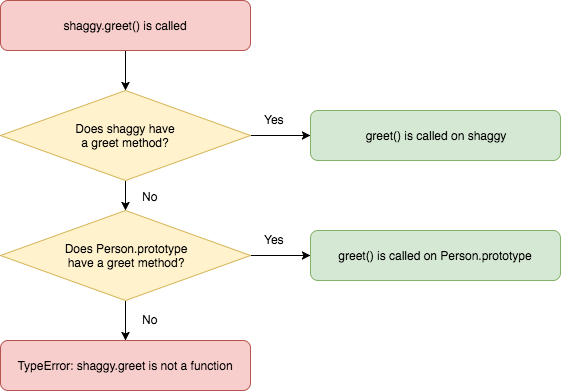 shaggy.greet() is called
Does shaggy have
a greet method?
Yes
greet() is called on shaggy
No
Does Person.prototype
have a greet method?
Yes
greet() is called on Person.prototype
No
TypeError: shaggy.greet is not a function